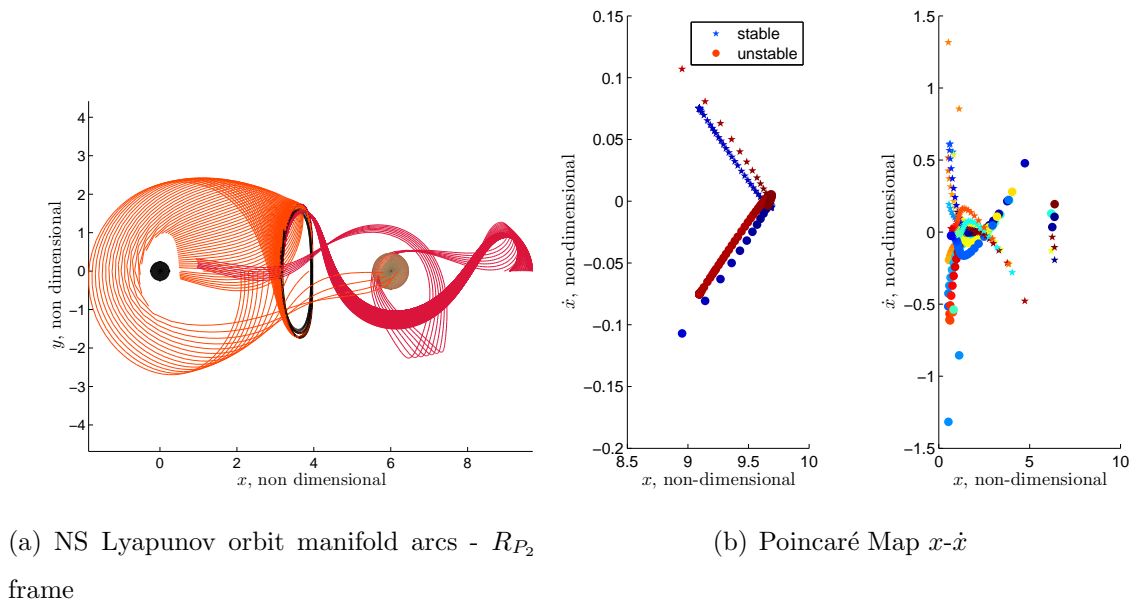 4
3
2
1
0
−1
−2
−3
−4
y, non dimensional
0 2 4 6 8
x, non dimensional
0.15
0.1
0.05
0
−0.05
−0.1
−0.15
−0.2
ẋ, non-dimensional
8.5 9 9.5 10
x, non-dimensional
stable
unstable
1.5
1
0.5
0
−0.5
−1
−1.5
ẋ, non-dimensional
0 5 10
x, non-dimensional
(a) NS Lyapunov orbit manifold arcs - R_{P_2}
frame
(b) Poincaré Map x-ẋ